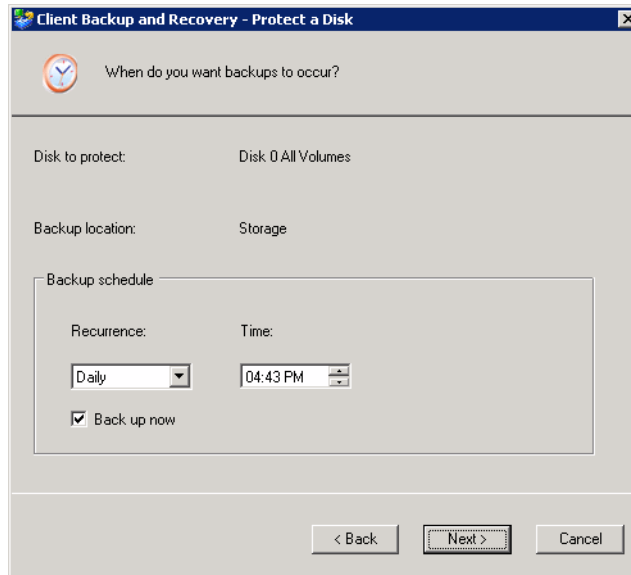 Client Backup and Recovery - Protect a Disk
When do you want backups to occur?
Disk to protect: Disk 0 All Volumes
Backup location: Storage
Backup schedule
Recurrence: Time:
Daily 04:43 PM
Back up now
< Back Next > Cancel